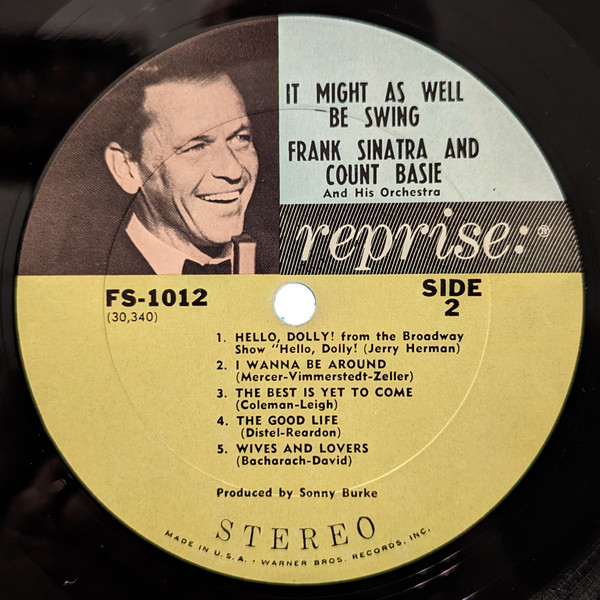 IT MIGHT AS WELL
BE SWING
FRANK SINATRA AND
COUNT BASIE
And His Orchestra
reprise:®
FS-1012
(30,340)
SIDE
2
1. HELLO, DOLLY! from the Broadway
Show "Hello, Dolly! (Jerry Herman)
2. I WANNA BE AROUND
(Mercer-Vimmerstedt-Zeller)
3. THE BEST IS YET TO COME
(Coleman-Leigh)
4. THE GOOD LIFE
(Distel-Reardon)
5. WIVES AND LOVERS
(Bacharach-David)
Produced by Sonny Burke
STEREO
MADE IN U.S.A. • WARNER BROS. RECORDS, INC.